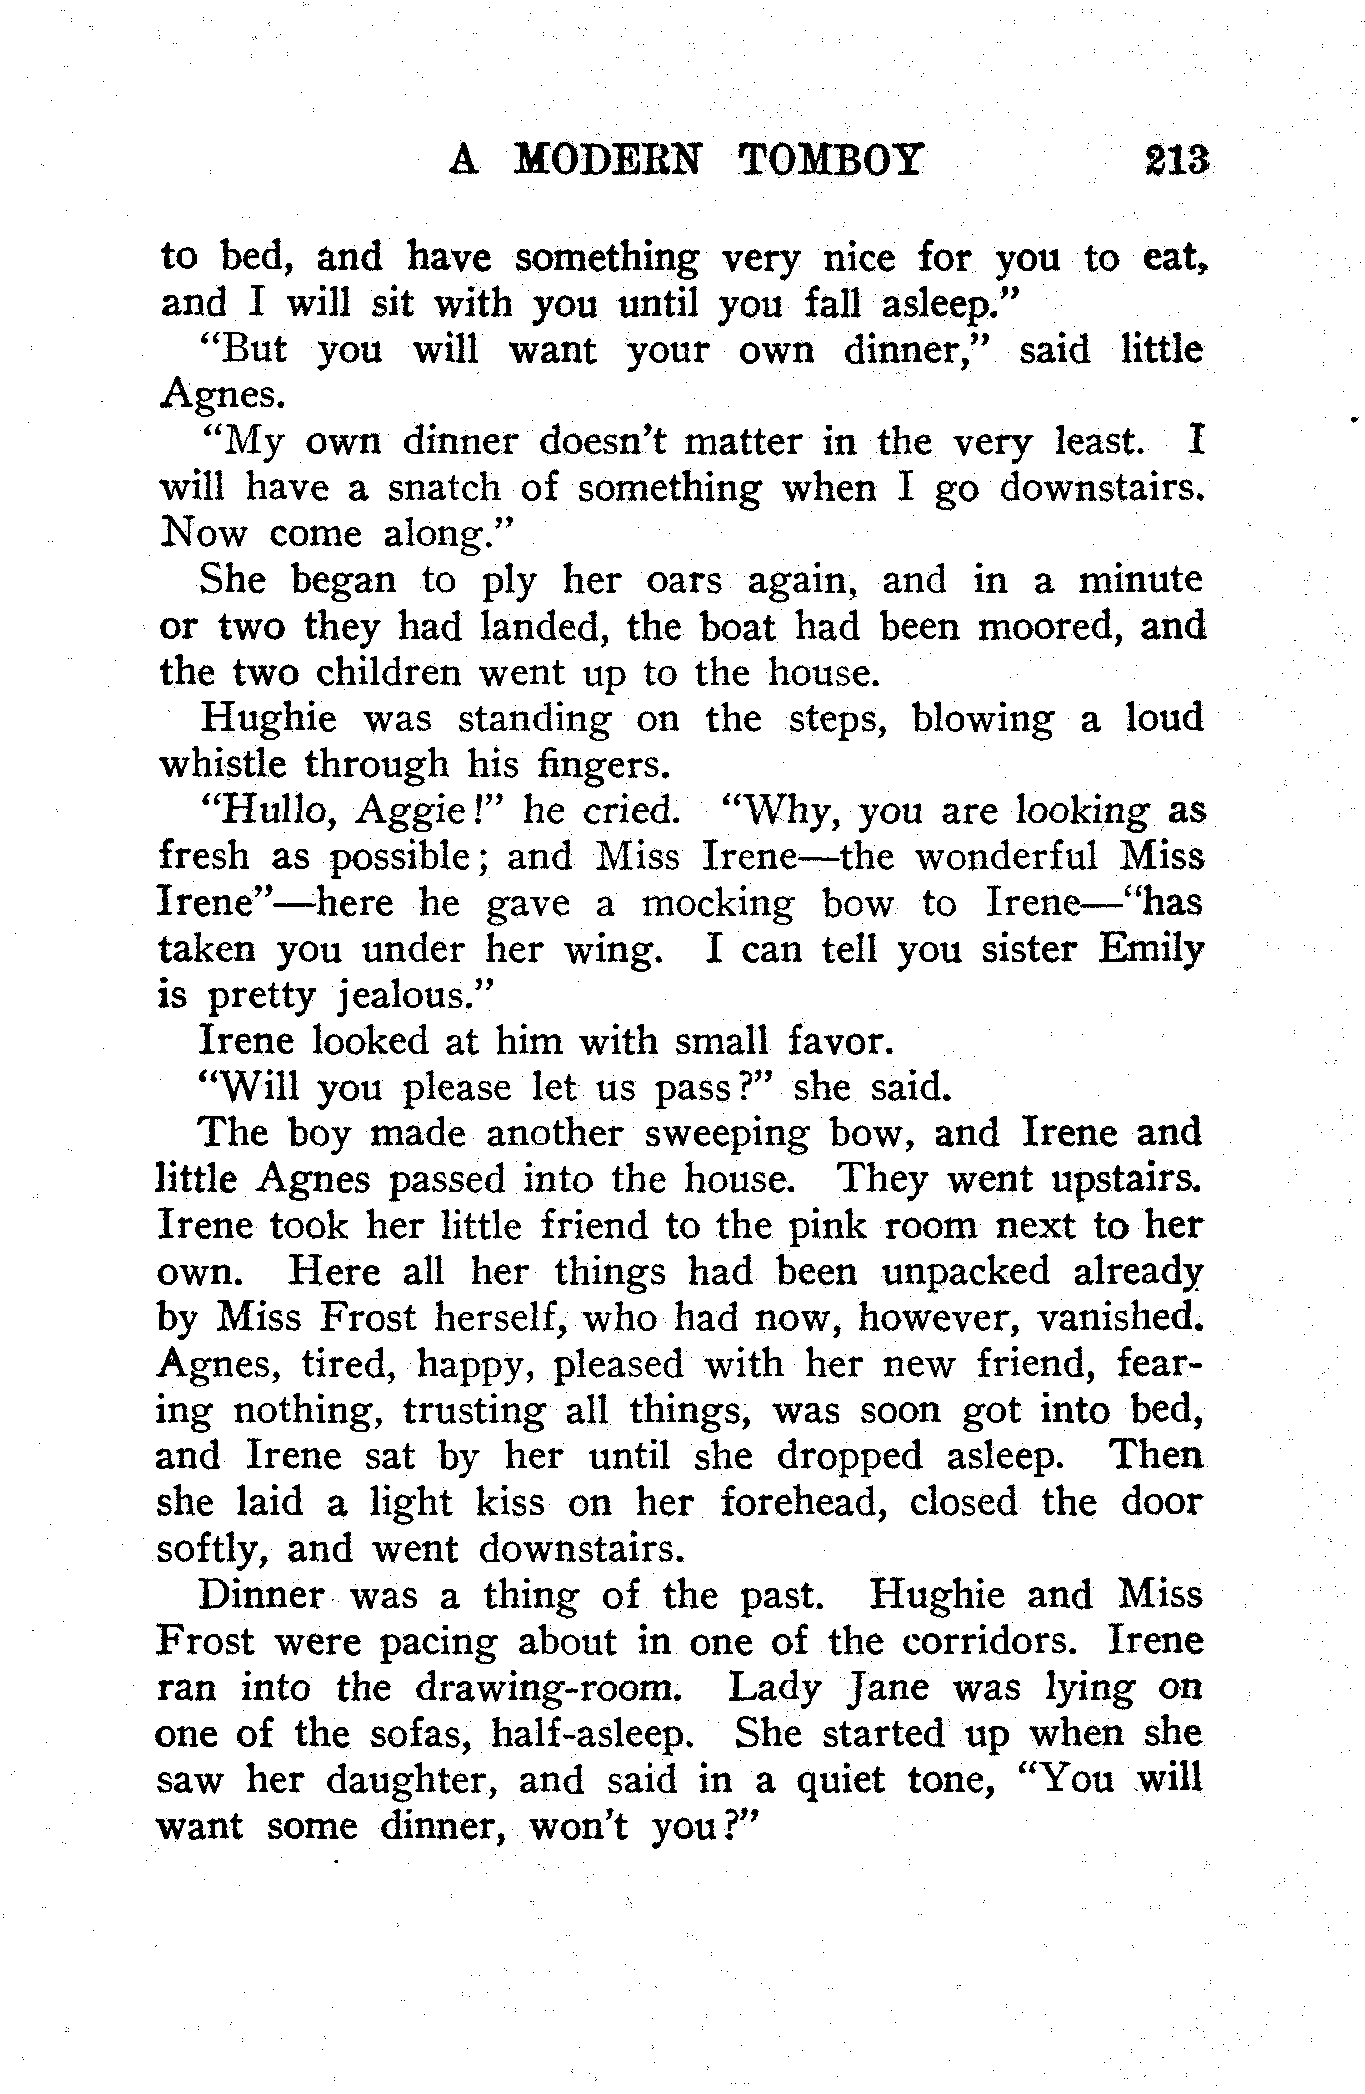 A MODERN TOMBOY 213
to bed, and have something very nice for you to eat,
and I will sit with you until you fall asleep."
"But you will want your own dinner," said little
Agnes.
"My own dinner doesn't matter in the very least. I
will have a snatch of something when I go downstairs.
Now come along."
She began to ply her oars again, and in a minute
or two they had landed, the boat had been moored, and
the two children went up to the house.
Hughie was standing on the steps, blowing a loud
whistle through his fingers.
"Hullo, Aggie!" he cried. "Why, you are looking as
fresh as possible; and Miss Irene—the wonderful Miss
Irene"—here he gave a mocking bow to Irene—"has
taken you under her wing. I can tell you sister Emily
is pretty jealous."
Irene looked at him with small favor.
"Will you please let us pass?" she said.
The boy made another sweeping bow, and Irene and
little Agnes passed into the house. They went upstairs.
Irene took her little friend to the pink room next to her
own. Here all her things had been unpacked already
by Miss Frost herself, who had now, however, vanished.
Agnes, tired, happy, pleased with her new friend, fear-
ing nothing, trusting all things, was soon got into bed,
and Irene sat by her until she dropped asleep. Then
she laid a light kiss on her forehead, closed the door
softly, and went downstairs.
Dinner was a thing of the past. Hughie and Miss
Frost were pacing about in one of the corridors. Irene
ran into the drawing-room. Lady Jane was lying on
one of the sofas, half-asleep. She started up when she
saw her daughter, and said in a quiet tone, "You will
want some dinner, won't you?"